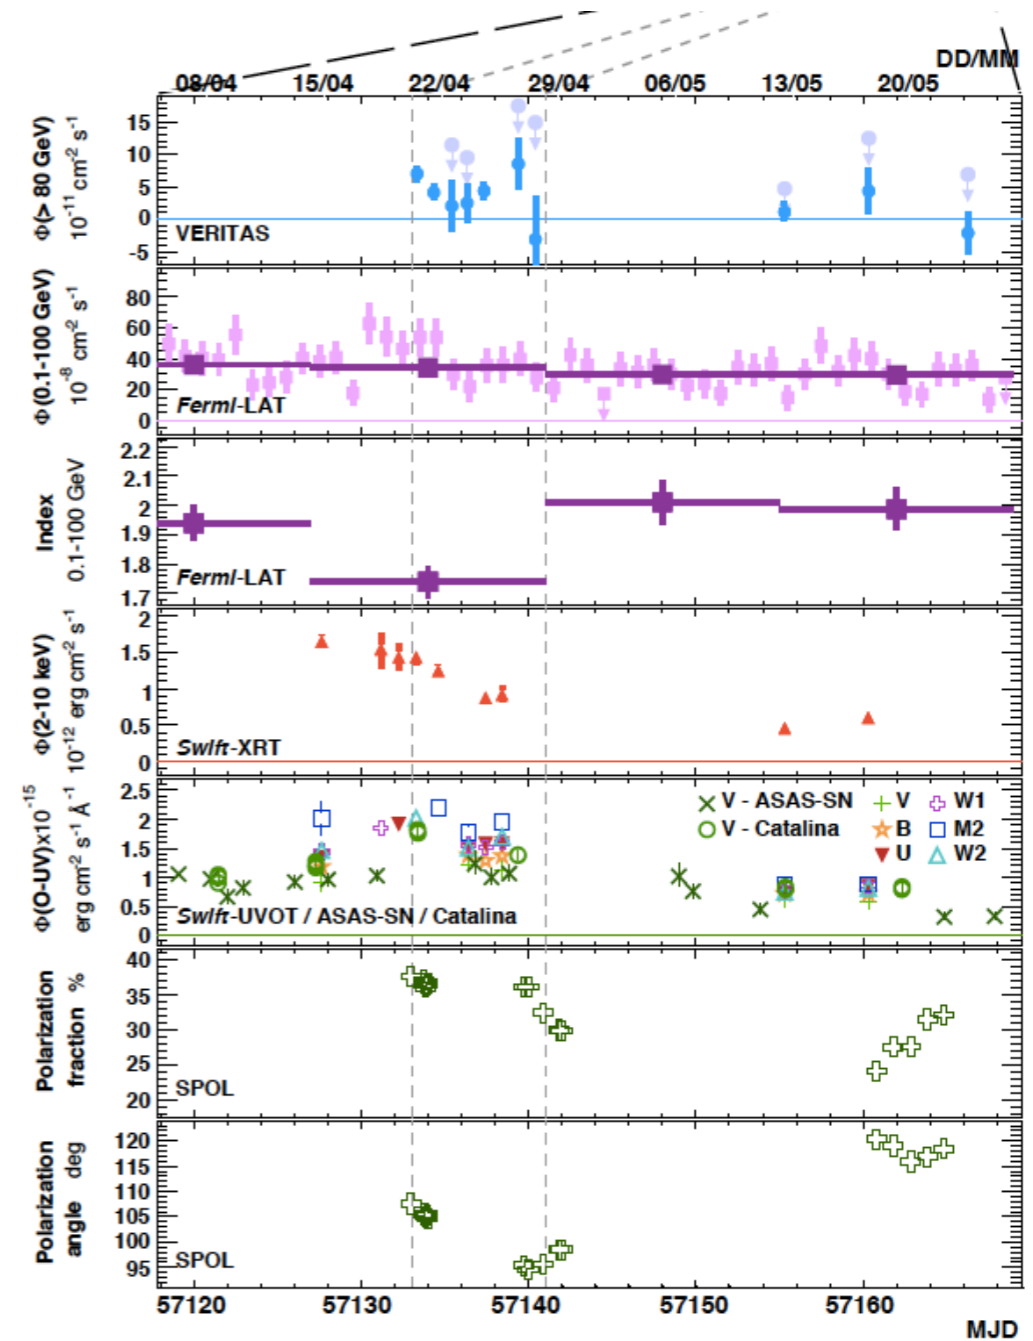 DD/MM
08/04 15/04 22/04 29/04 06/05 13/05 20/05
Φ(> 80 GeV)
10⁻¹¹ cm⁻² s⁻¹
15
10
5
0
-5
VERITAS
Φ(0.1-100 GeV)
10⁻⁸ cm⁻² s⁻¹
80
60
40
20
0
Fermi-LAT
Index
0.1-100 GeV
2.2
2.1
2
1.9
1.8
1.7
Fermi-LAT
Φ(2-10 keV)
10⁻¹² erg cm⁻² s⁻¹
2
1.5
1
0.5
0
Swift-XRT
Φ(O-UV)x10⁻¹⁵
erg cm⁻² s⁻¹ Å⁻¹
2.5
2
1.5
1
0.5
0
V - ASAS-SN V W1
V - Catalina B M2
U W2
Swift-UVOT / ASAS-SN / Catalina
Polarization
fraction %
40
35
30
25
20
SPOL
Polarization
angle deg
120
115
110
105
100
95
SPOL
57120 57130 57140 57150 57160
MJD